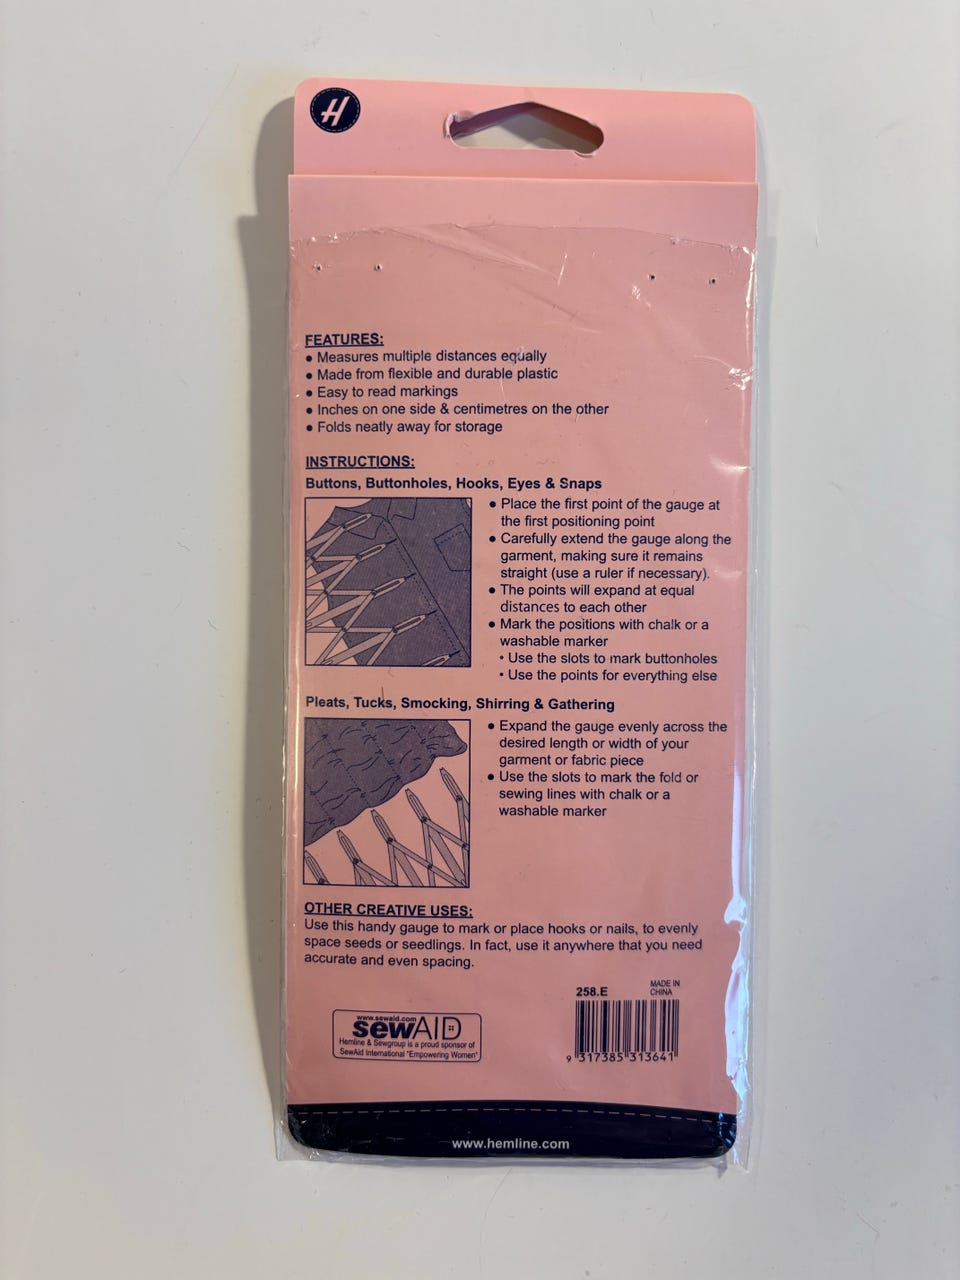 H
FEATURES:
● Measures multiple distances equally
● Made from flexible and durable plastic
● Easy to read markings
● Inches on one side & centimetres on the other
● Folds neatly away for storage
INSTRUCTIONS:
Buttons, Buttonholes, Hooks, Eyes & Snaps
● Place the first point of the gauge at
the first positioning point
● Carefully extend the gauge along the
garment, making sure it remains
straight (use a ruler if necessary).
● The points will expand at equal
distances to each other
● Mark the positions with chalk or a
washable marker
• Use the slots to mark buttonholes
• Use the points for everything else
Pleats, Tucks, Smocking, Shirring & Gathering
● Expand the gauge evenly across the
desired length or width of your
garment or fabric piece
● Use the slots to mark the fold or
sewing lines with chalk or a
washable marker
OTHER CREATIVE USES:
Use this handy gauge to mark or place hooks or nails, to evenly
space seeds or seedlings. In fact, use it anywhere that you need
accurate and even spacing.
www.sewaid.com
sewAID
Hemline & Sewgroup is a proud sponsor of
SewAid International "Empowering Women"
258.E
MADE IN
CHINA
9 317385 313641
www.hemline.com